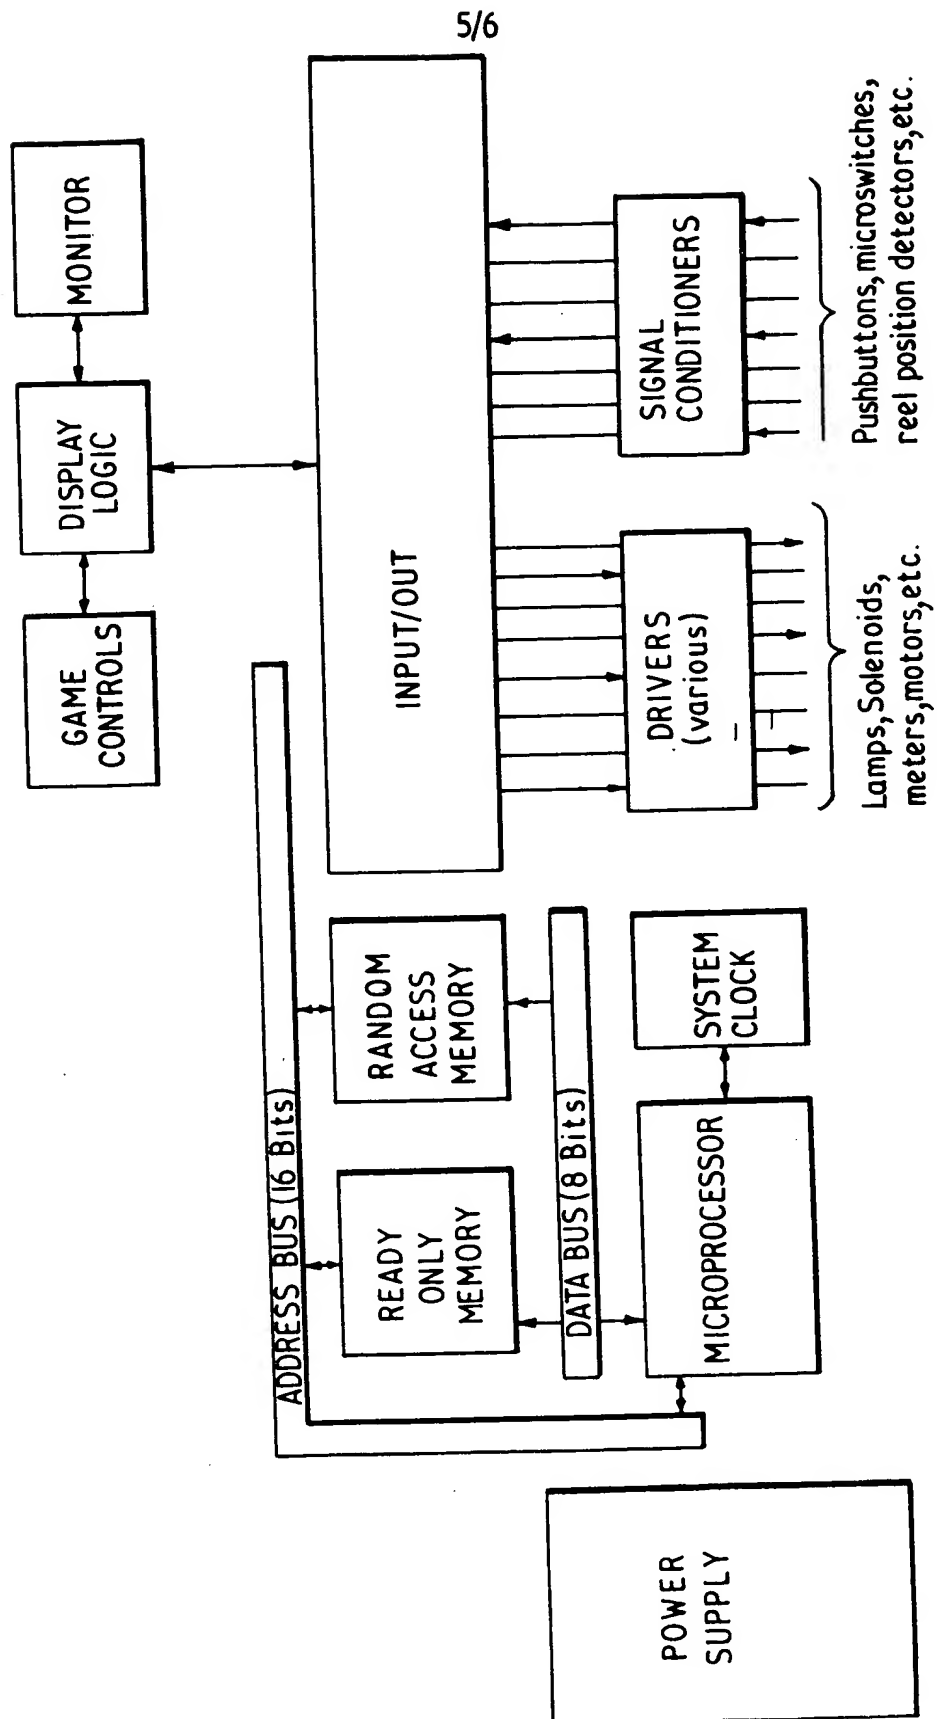 5/6
GAME
CONTROLS
DISPLAY
LOGIC
MONITOR
ADDRESS BUS (16 Bits)
READY
ONLY
MEMORY
RANDOM
ACCESS
MEMORY
INPUT/OUT
DATA BUS (8 Bits)
POWER
SUPPLY
MICROPROCESSOR
SYSTEM
CLOCK
DRIVERS
(various)
SIGNAL
CONDITIONERS
Lamps, Solenoids,
meters, motors, etc.
Pushbuttons, microswitches,
reel position detectors, etc.